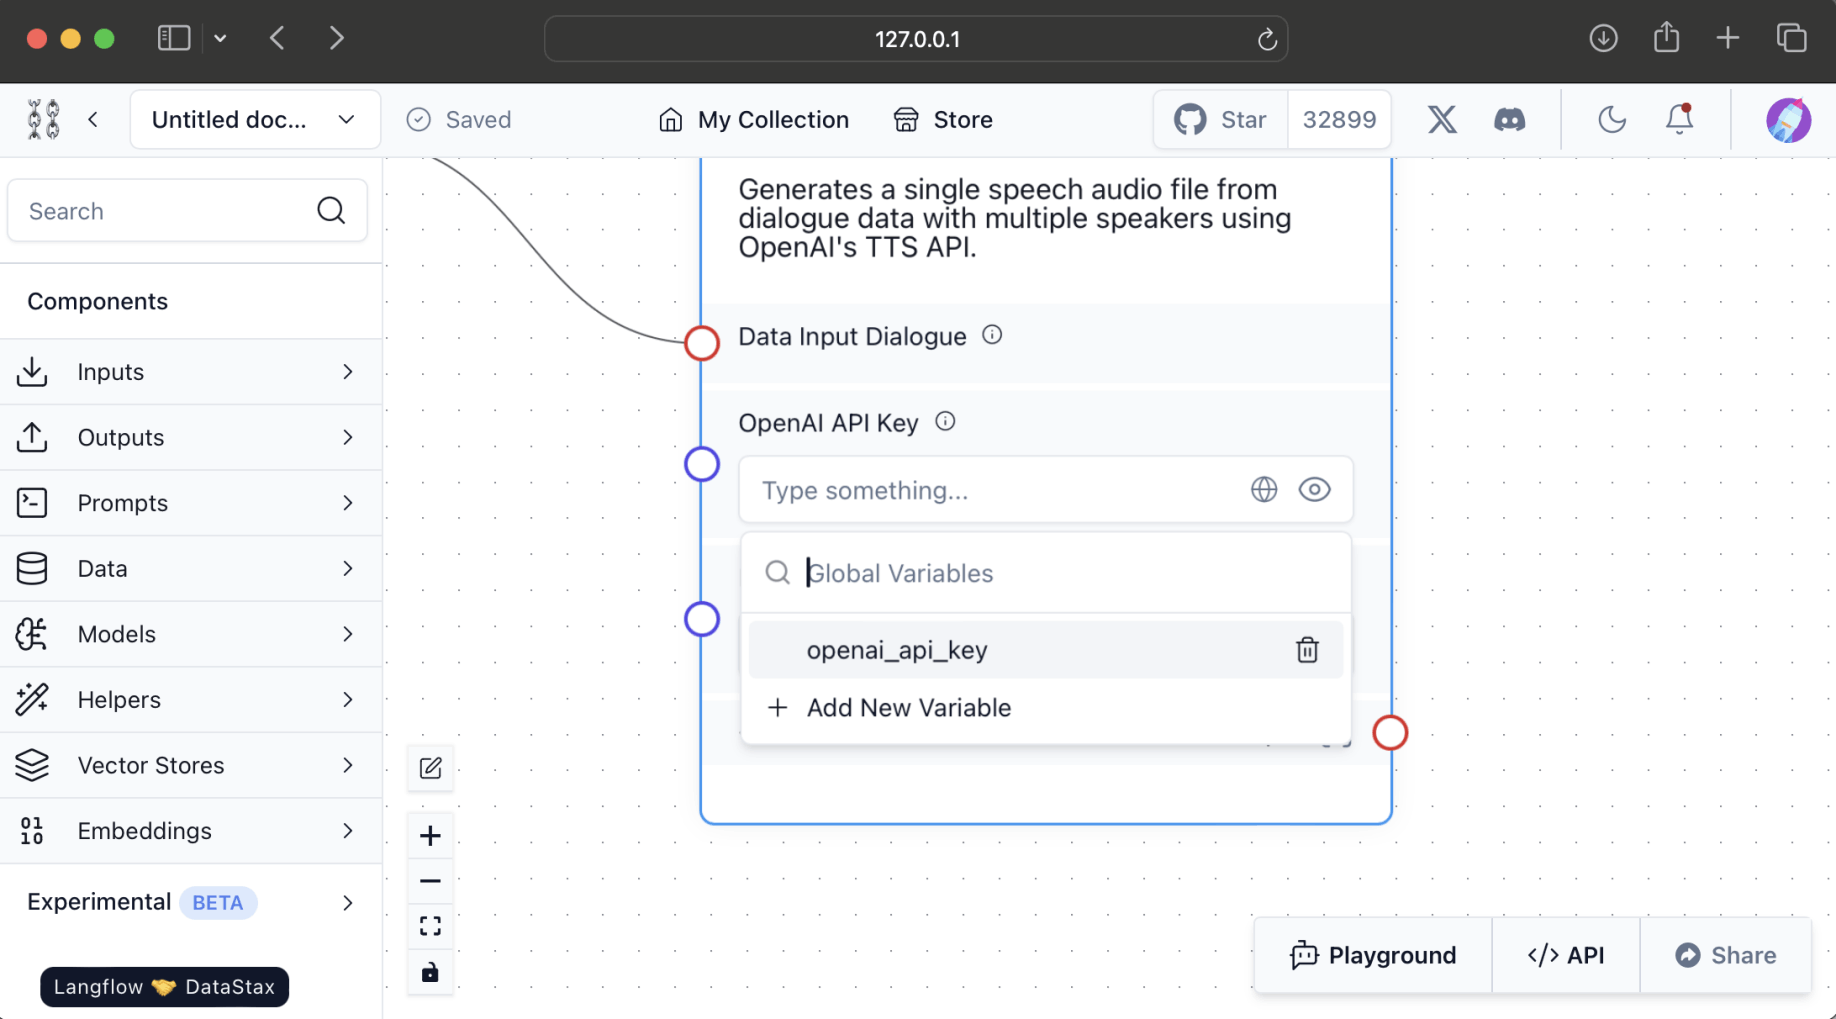 127.0.0.1
Untitled doc...
Saved
My Collection
Store
Star
32899
Search
Components
Inputs
Outputs
Prompts
Data
Models
Helpers
Vector Stores
01
10
Embeddings
Experimental BETA
Langflow 🤝 DataStax
Generates a single speech audio file from
dialogue data with multiple speakers using
OpenAI's TTS API.
Data Input Dialogue
OpenAI API Key
Type something...
Global Variables
openai_api_key
Add New Variable
Playground
</> API
Share